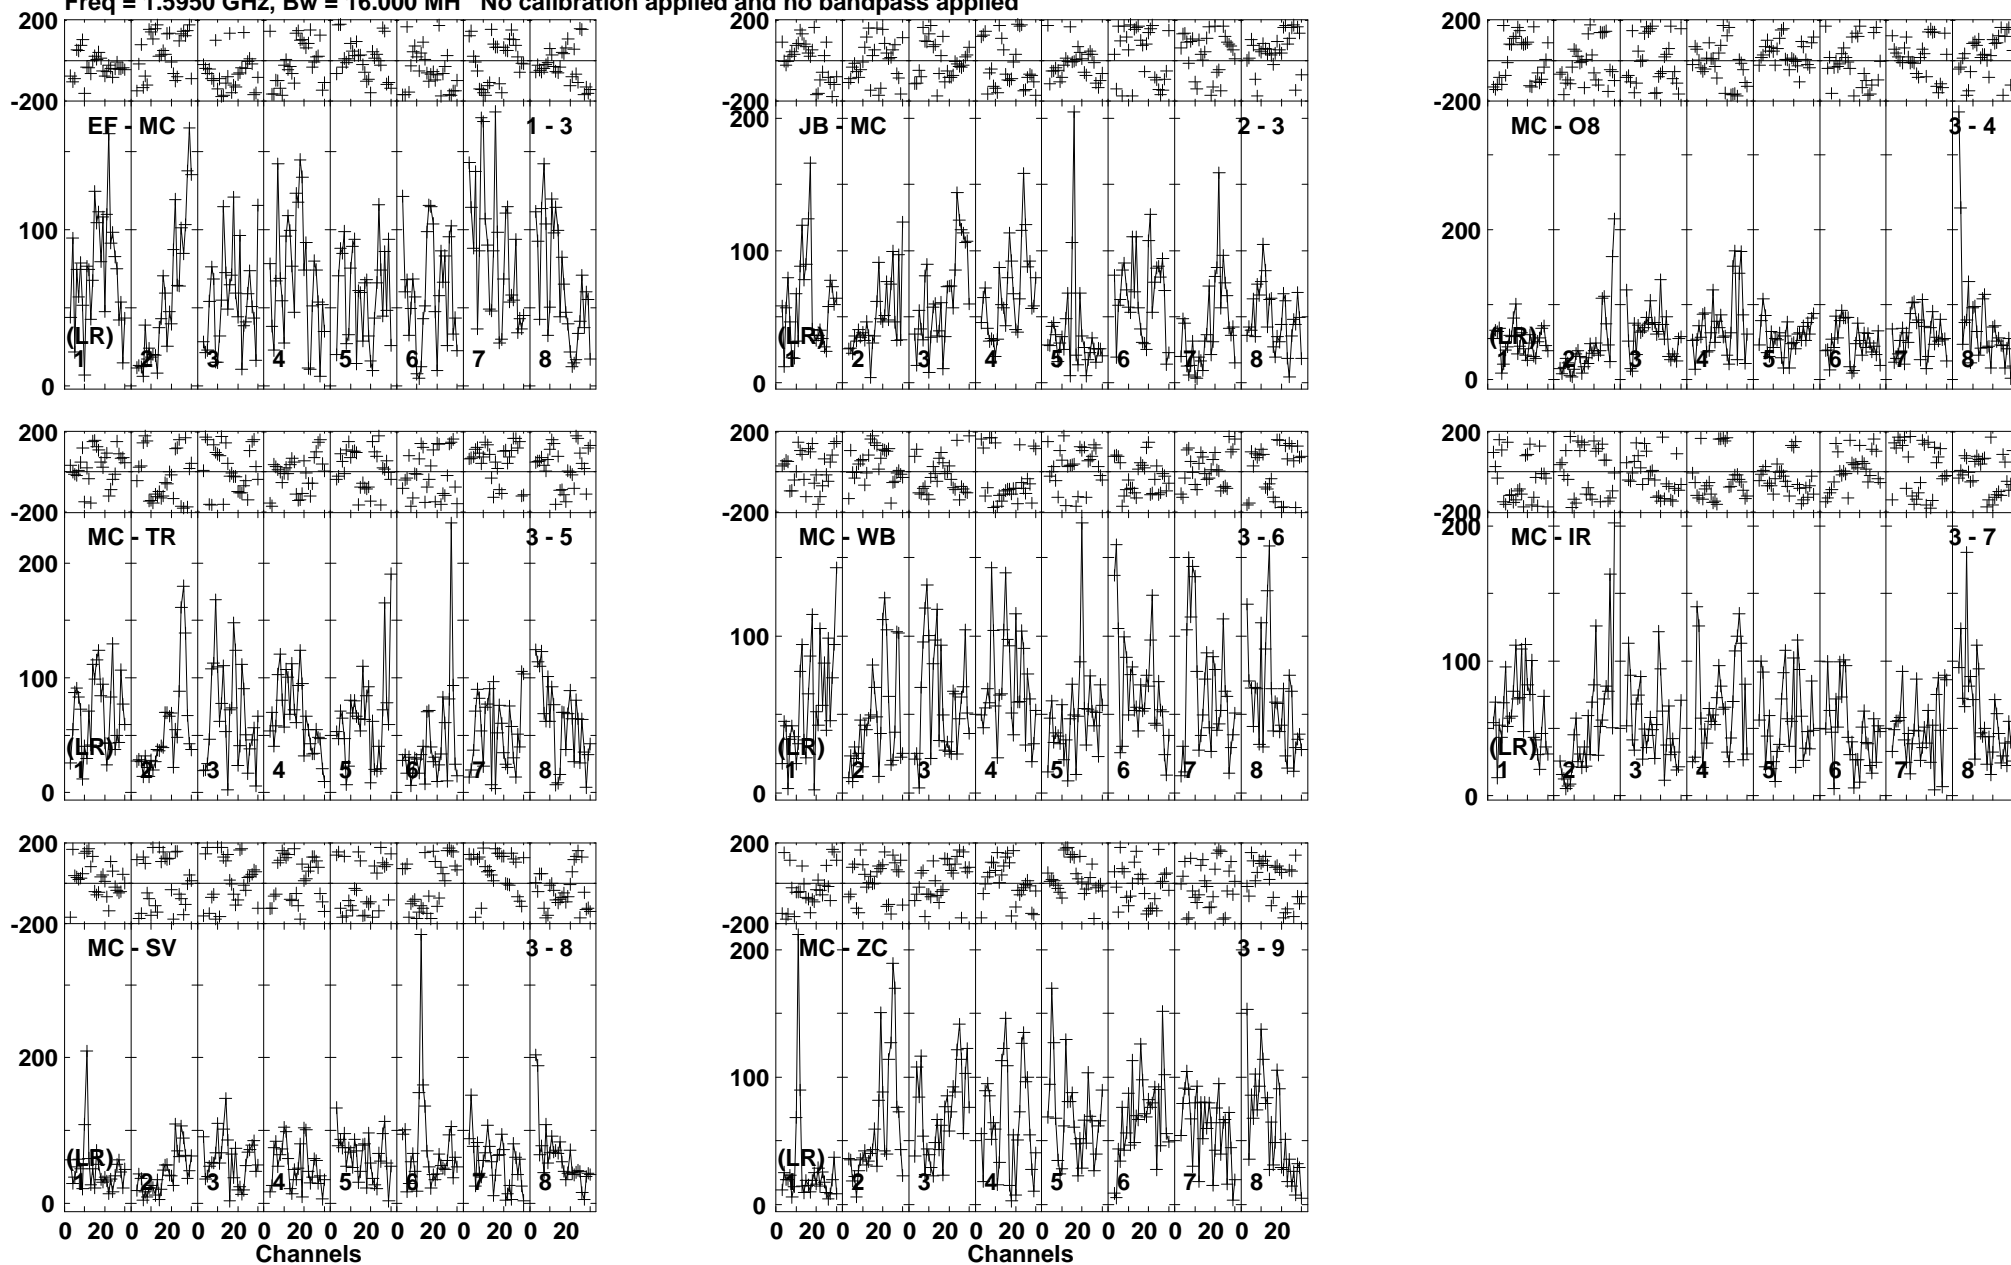 Freq = 1.5950 GHz, Bw = 16.000 MH No calibration applied and no bandpass applied
200 200 200
-200 -200 -200
EF - MC 1 - 3 200 JB - MC 2 - 3 MC - O8 3 - 4
100 100 200
(LR) (LR) (LR)
1 2 3 4 5 6 7 8 1 2 3 4 5 6 7 8 1 2 3 4 5 6 7 8
0 0 0
200 200 200
-200 -200 -200
MC - TR 3 - 5 MC - WB 3 - 6 200 MC - IR 3 - 7
200
100 100 100
(LR) (LR) (LR)
1 2 3 4 5 6 7 8 1 2 3 4 5 6 7 8 1 2 3 4 5 6 7 8
0 0 0
200 200
-200 -200
MC - SV 3 - 8 200 MC - ZC 3 - 9
200 100
(LR) (LR)
1 2 3 4 5 6 7 8 1 2 3 4 5 6 7 8
0 0
0 20 0 20 0 20 0 20 0 20 0 20 0 20 0 20 0 20 0 20 0 20 0 20 0 20 0 20 0 20 0 20
Channels Channels